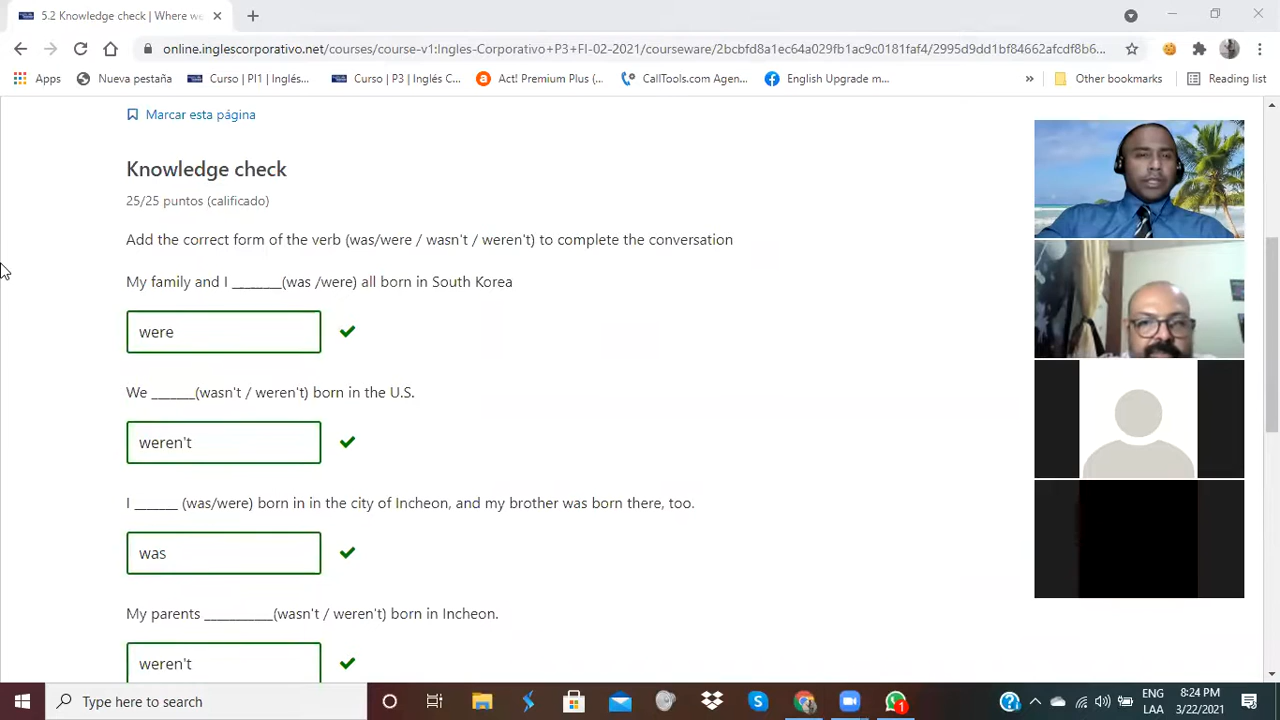 5.2 Knowledge check | Where we
online.inglescorporativo.net/courses/course-v1:Ingles-Corporativo+P3+FI-02-2021/courseware/2bcbfd8a1ec64a029fb1ac9c0181faf4/2995d9dd1bf84662afcdf8b6...
Apps
Nueva pestaña
Curso | PI1 | Inglés...
Curso | P3 | Inglés C...
Act! Premium Plus (...
CallTools.com Agen...
English Upgrade m...
»
Other bookmarks
Reading list
Marcar esta página
Knowledge check
25/25 puntos (calificado)
Add the correct form of the verb (was/were / wasn't / weren't) to complete the conversation
My family and I _______(was /were) all born in South Korea
were
We ______(wasn't / weren't) born in the U.S.
weren't
I ______ (was/were) born in in the city of Incheon, and my brother was born there, too.
was
My parents __________(wasn't / weren't) born in Incheon.
weren't
Type here to search
1
ENG
LAA
8:24 PM
3/22/2021